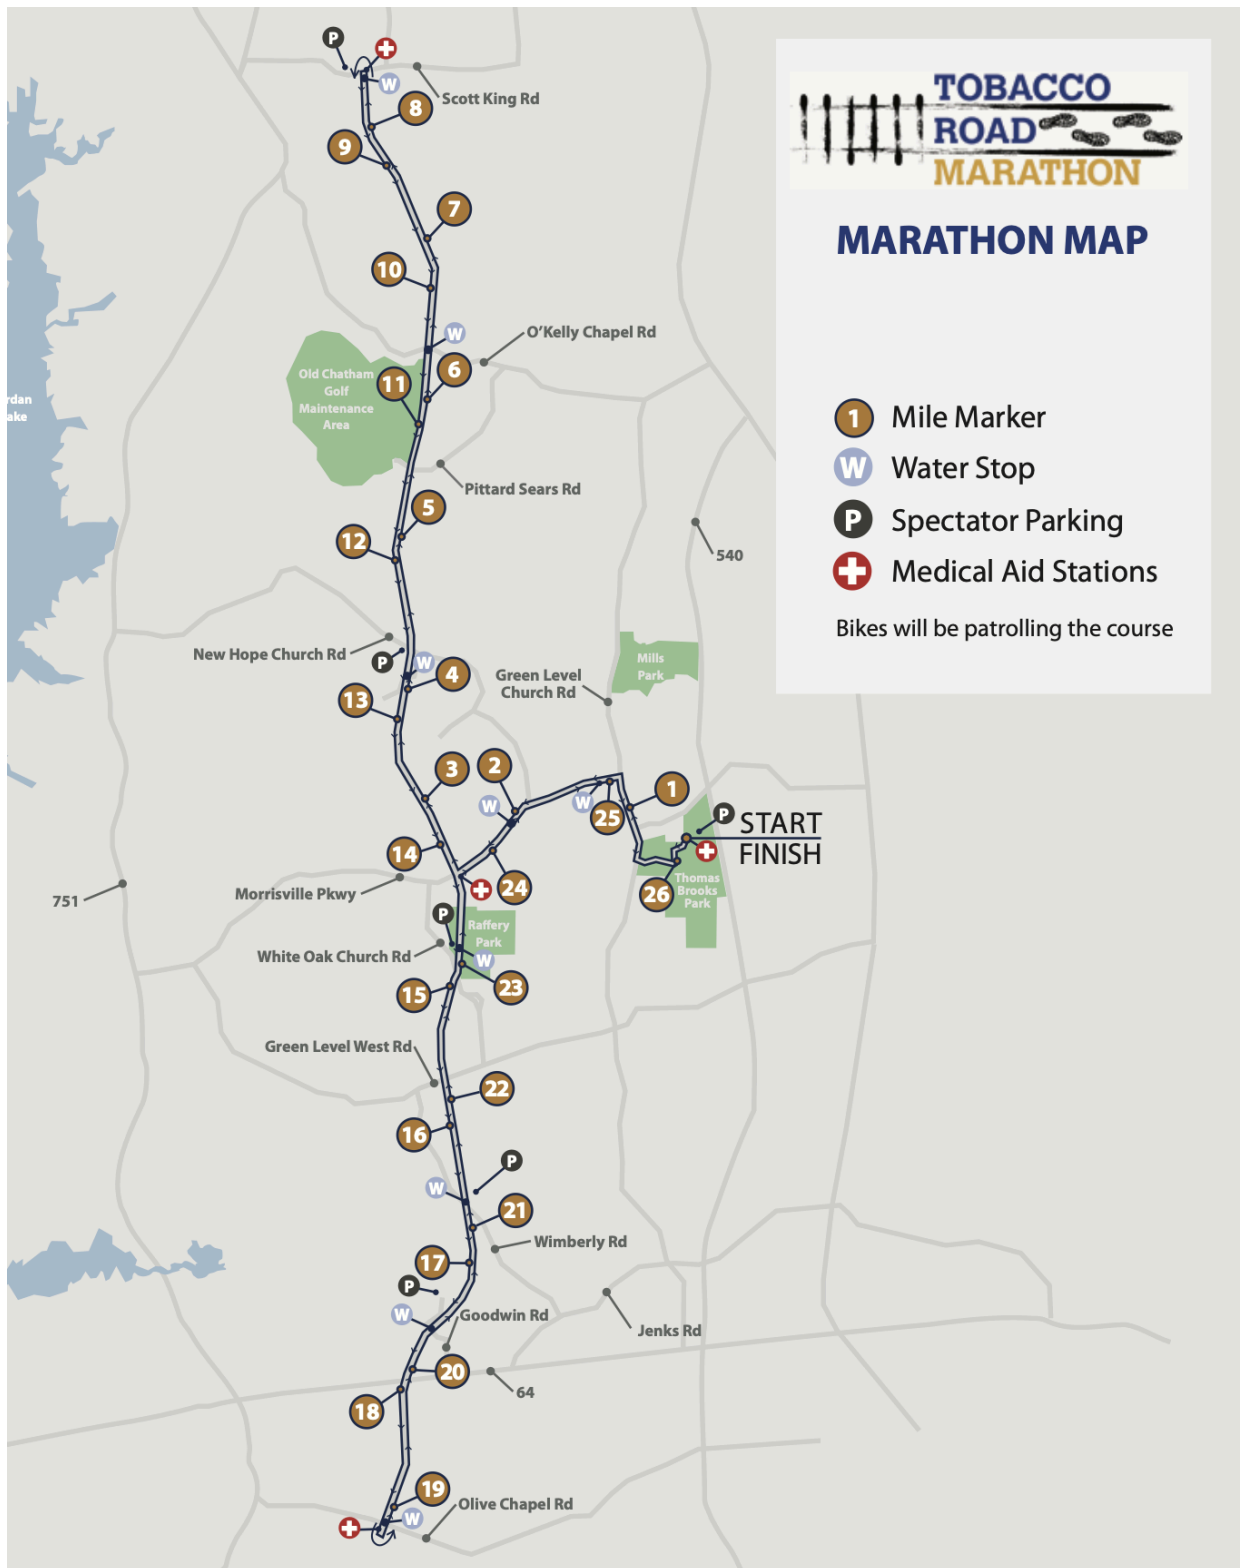 P
Scott King Rd
W
8
9
7
10
W
O'Kelly Chapel Rd
6
11
Old Chatham
Golf
Maintenance
Area
Pittard Sears Rd
5
12
540
New Hope Church Rd
P
W
4
13
Green Level
Church Rd
Mills
Park
3
2
W
W
25
1
P
START
FINISH
14
24
26
Thomas
Brooks
Park
Morrisville Pkwy
751
P
Raffery
Park
White Oak Church Rd
W
15
23
Green Level West Rd
22
16
P
W
21
Wimberly Rd
17
P
W
Goodwin Rd
Jenks Rd
20
64
18
19
Olive Chapel Rd
W
rdan
ake
TOBACCO
ROAD
MARATHON
MARATHON MAP
1 Mile Marker
W Water Stop
P Spectator Parking
Medical Aid Stations
Bikes will be patrolling the course